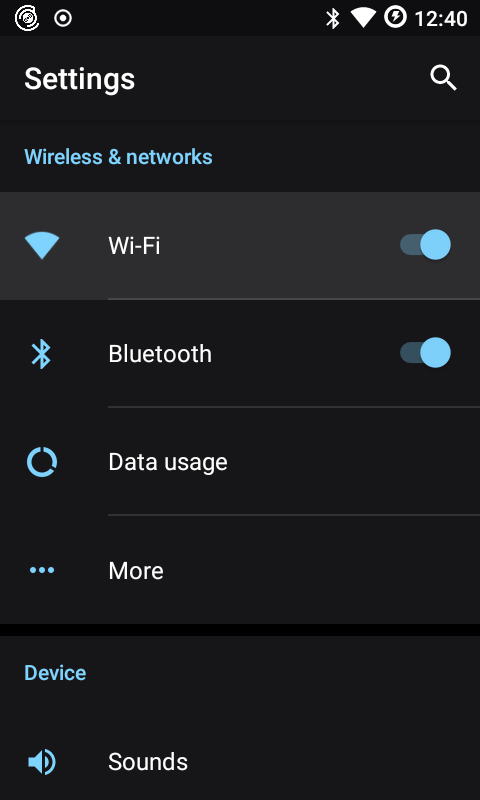 12:40
Settings
Wireless & networks
Wi-Fi
Bluetooth
Data usage
More
Device
Sounds